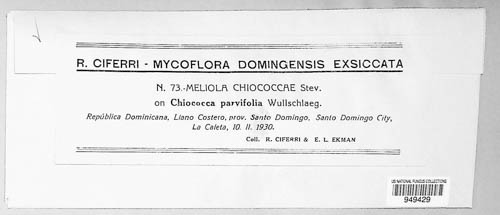 R. CIFERRI - MYCOFLORA DOMINGENSIS EXSICCATA
N. 73.-MELIOLA CHIOCOCCAE Stev.
on Chiococca parvifolia Wullschlaeg.
República Dominicana, Llano Costero, prov. Santo Domingo, Santo Domingo City,
La Caleta, 10. II. 1930.
Coll. R. CIFERRI & E. L. EKMAN
US NATIONAL FUNGUS COLLECTIONS
949429